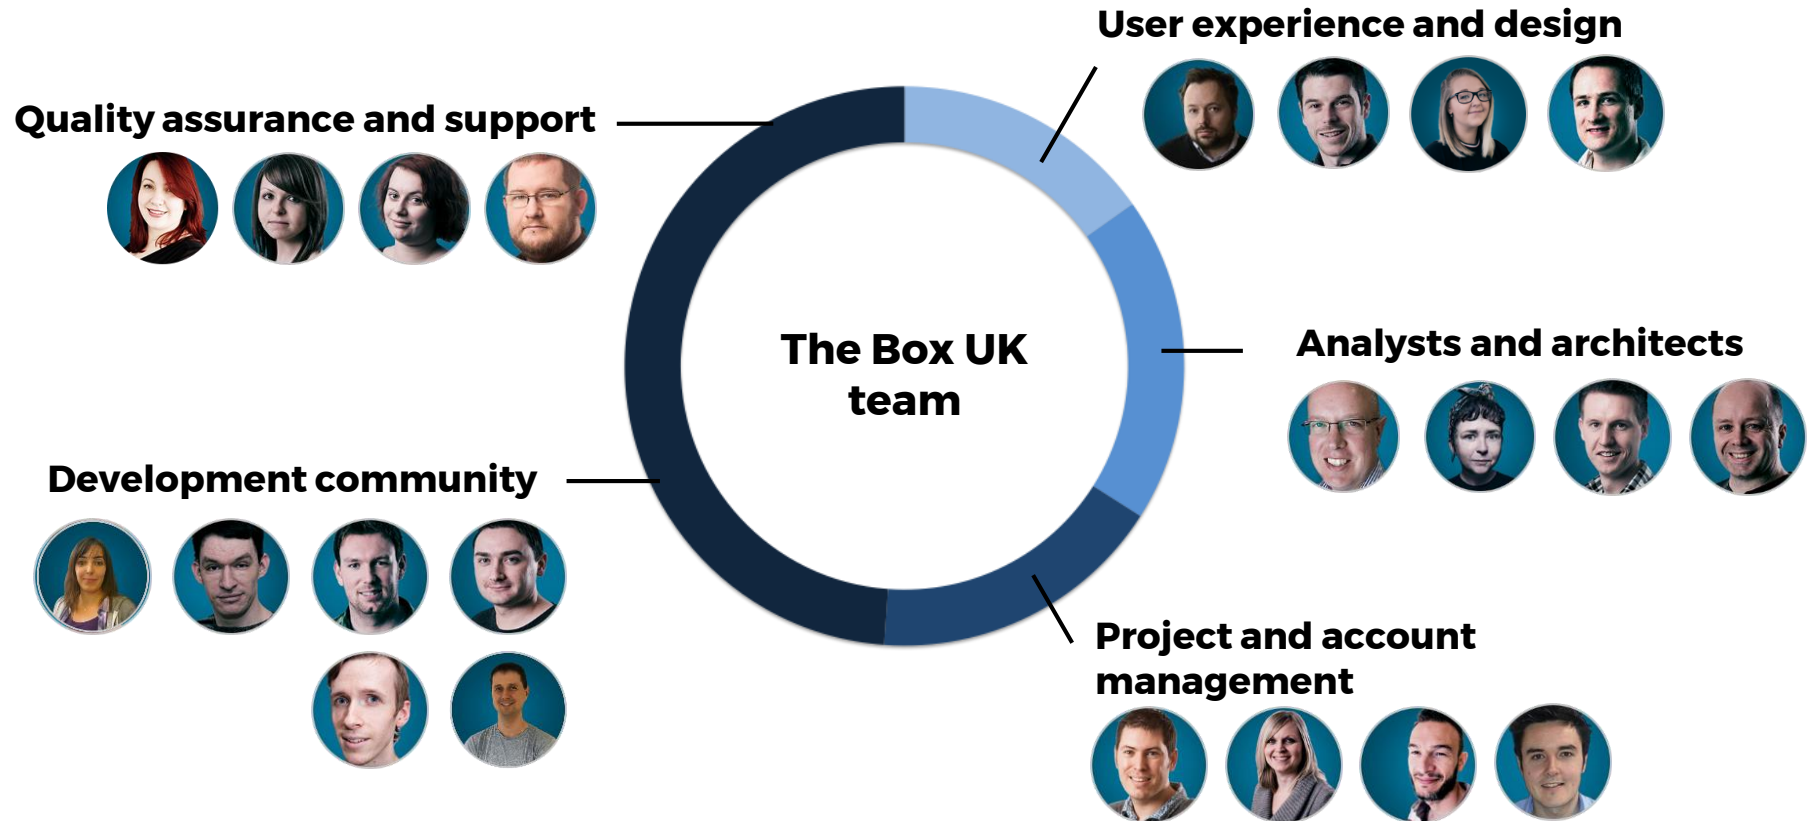 User experience and design
Quality assurance and support
The Box UK
team
Analysts and architects
Development community
Project and account
management